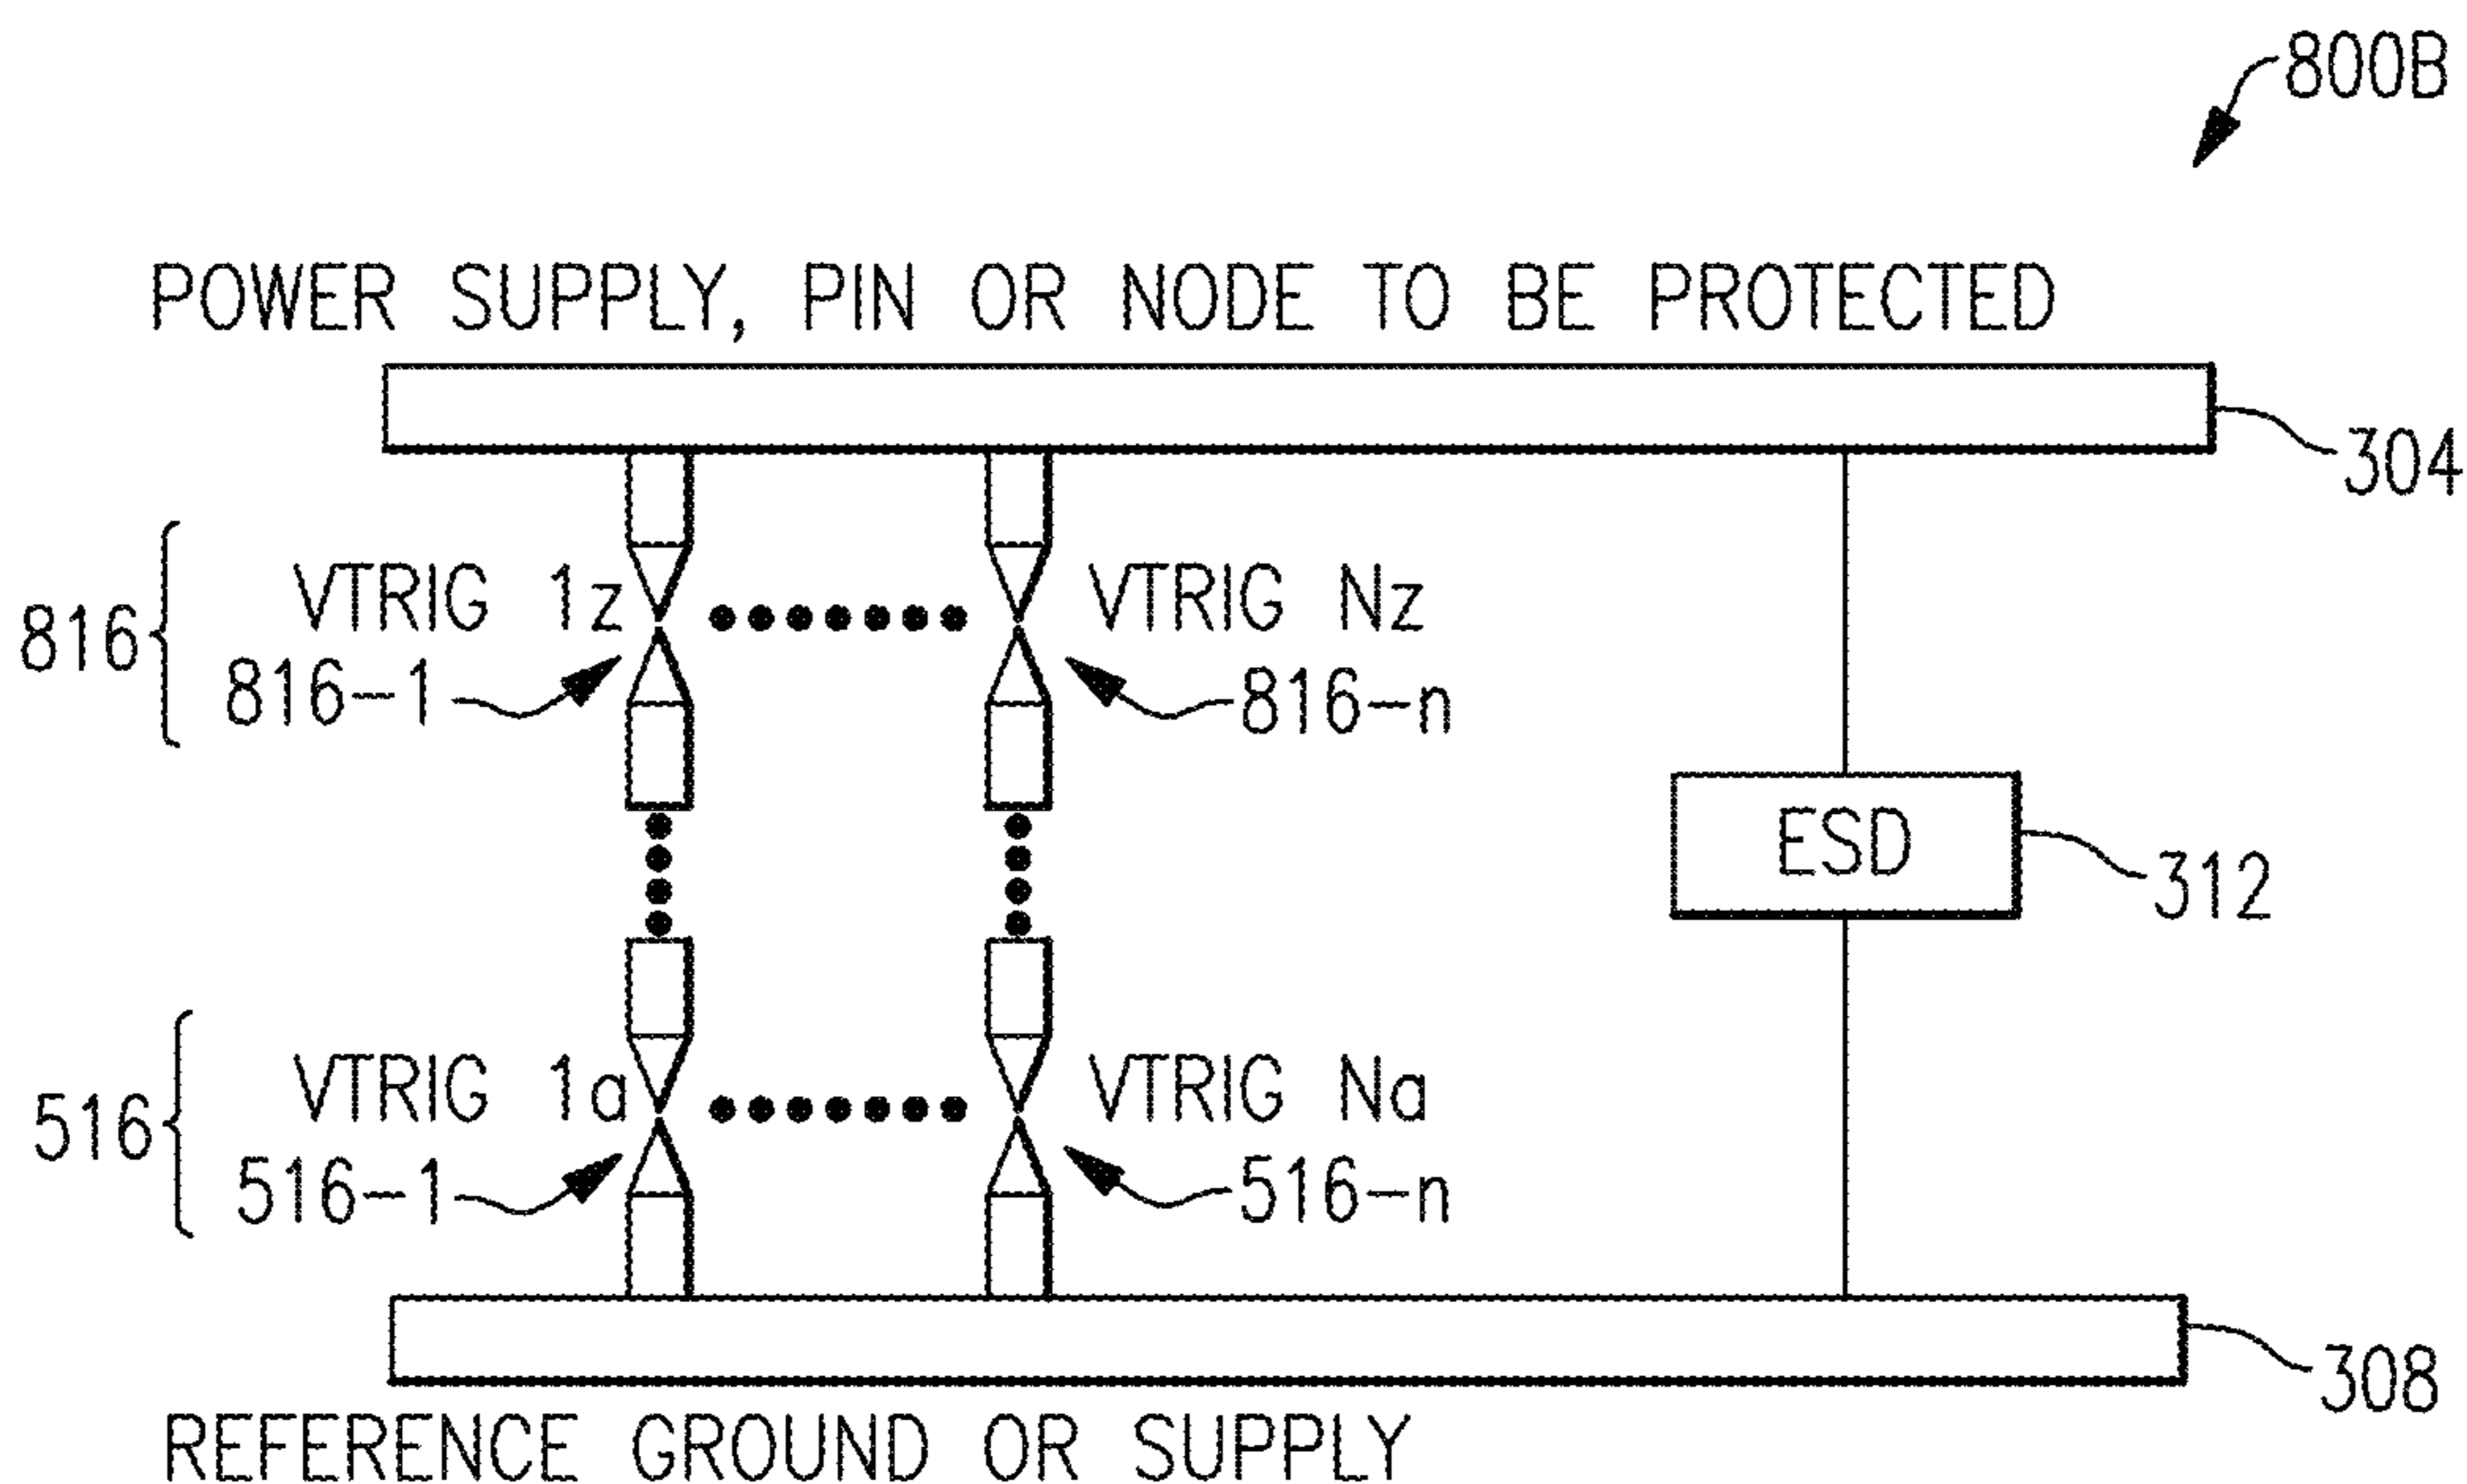 800B
POWER SUPPLY, PIN OR NODE TO BE PROTECTED
304
816
VTRIG 1z
VTRIG Nz
816-1
816-n
ESD
312
516
VTRIG 1a
VTRIG Na
516-1
516-n
308
REFERENCE GROUND OR SUPPLY